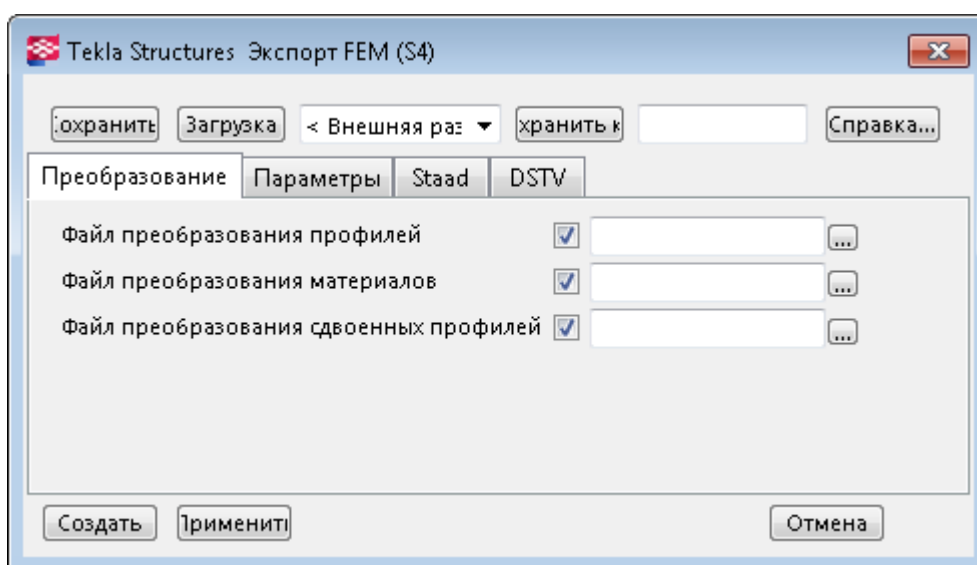 Tekla Structures Экспорт FEM (S4)
охранить Загрузка < Внешняя раз хранить к Справка...
Преобразование Параметры Staad DSTV
Файл преобразования профилей ...
Файл преобразования материалов ...
Файл преобразования сдвоенных профилей ...
Создать Применить Отмена